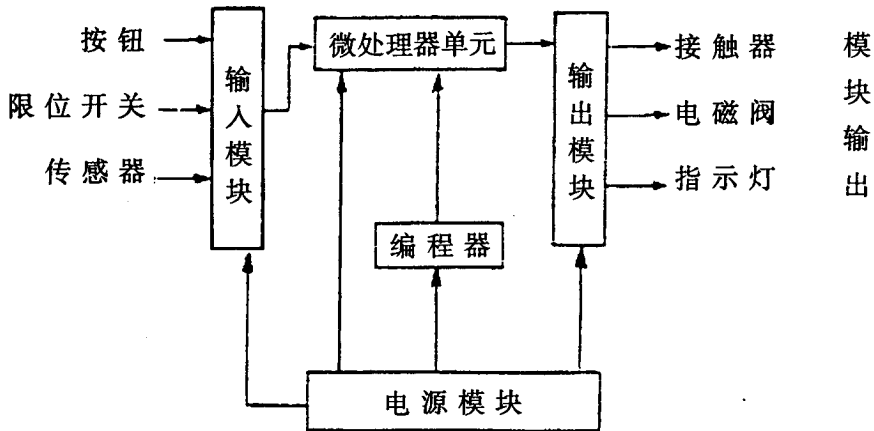 按钮
限位开关
传感器
输入模块
微处理器单元
编程器
输出模块
接触器
电磁阀
指示灯
模块输出
电源模块